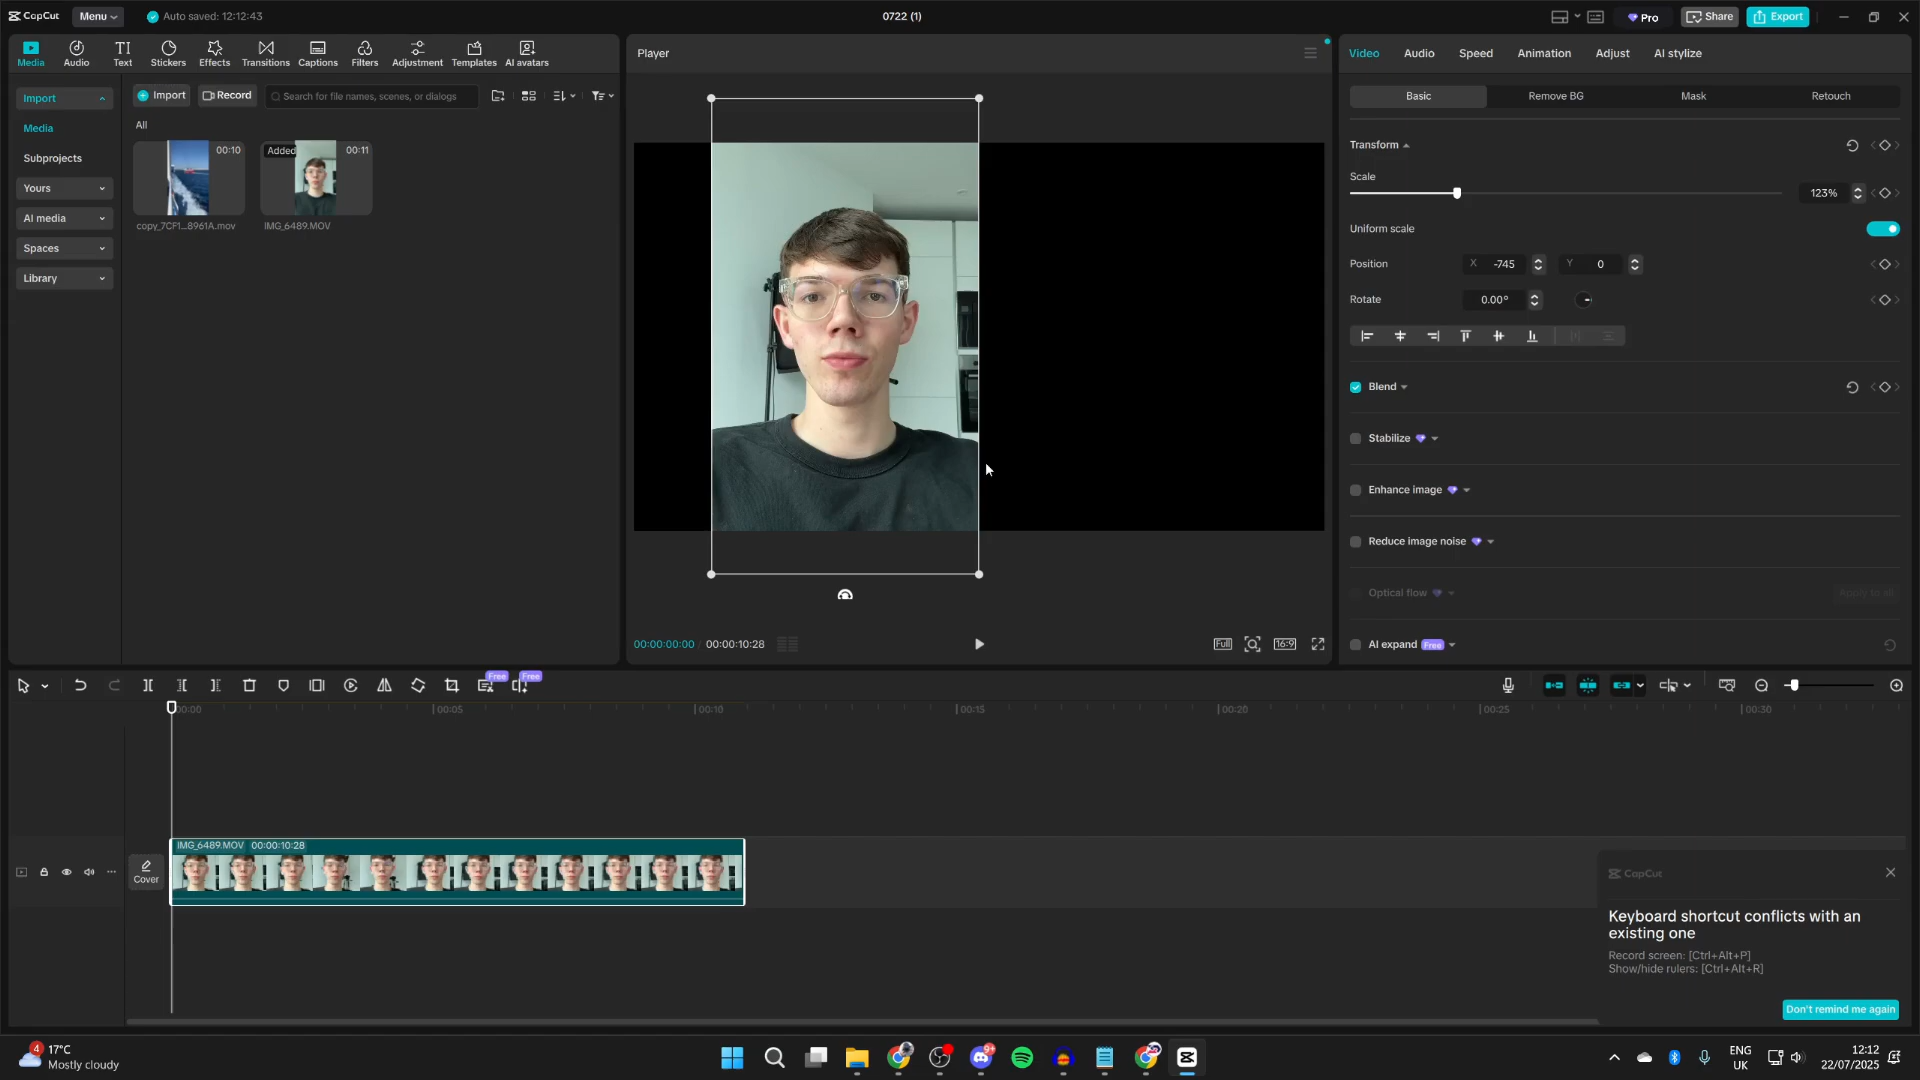 CapCut
Menu
Auto saved: 12:12:43
0722 (1)
Pro
Share
Export
Media
Audio
TI
Text
Stickers
Effects
Transitions
Captions
Filters
Adjustment
Templates
AI avatars
Import
Media
Subprojects
Yours
AI media
Spaces
Library
Import
Record
Search for file names, scenes, or dialogs
All
00:10
copy_7CF1...8961A.mov
Added
00:11
IMG_6489.MOV
Player
00:00:00:00 / 00:00:10:28
Full
16:9
Video
Audio
Speed
Animation
Adjust
AI stylize
Basic
Remove BG
Mask
Retouch
Transform
Scale
123%
Uniform scale
Position
X -745
Y 0
Rotate
0.00°
Blend
Stabilize
Enhance image
Reduce image noise
Optical flow
Apply to all
AI expand Free
Free
Free
00:00
00:05
00:10
00:15
00:20
00:25
00:30
Cover
IMG_6489.MOV 00:00:10:28
CapCut
Keyboard shortcut conflicts with an
existing one
Record screen: [Ctrl+Alt+P]
Show/hide rulers: [Ctrl+Alt+R]
Don't remind me again
4
17°C
Mostly cloudy
9+
ENG
UK
12:12
22/07/2025